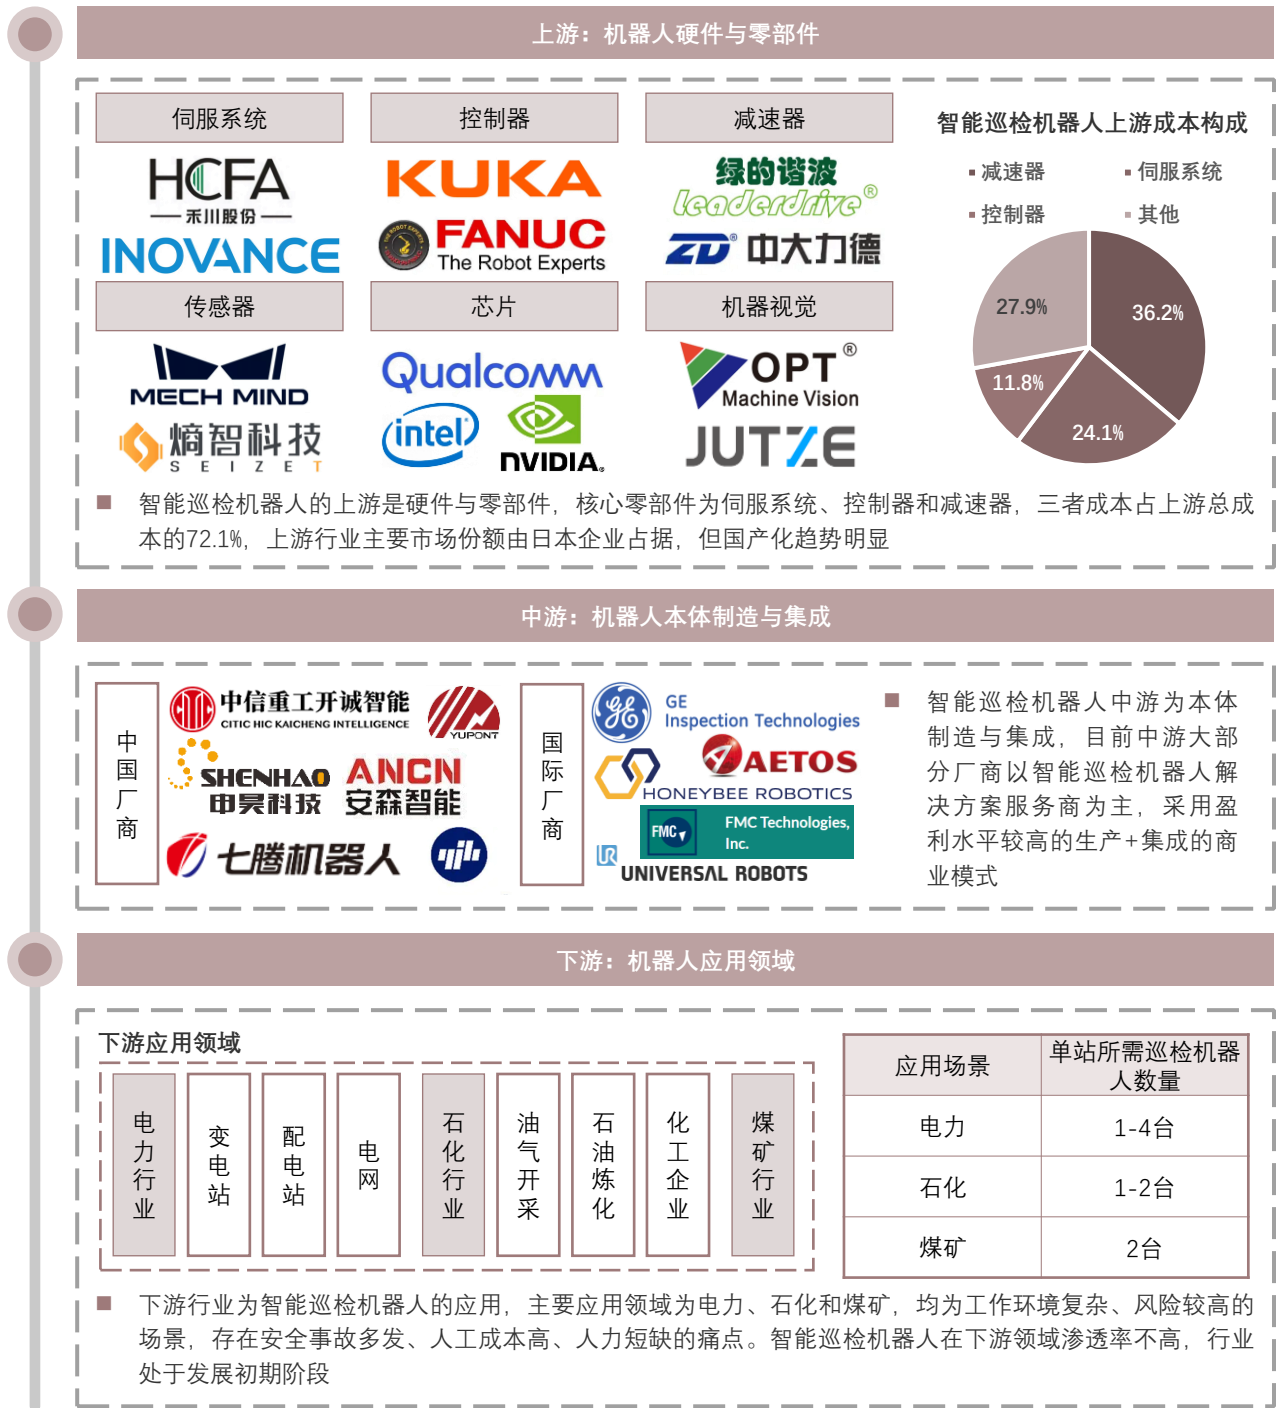 上游：机器人硬件与零部件
伺服系统
控制器
减速器
HCFA
禾川股份
INOVANCE
KUKA
FANUC
The Robot Experts
绿的谐波
Leaderdrive®
ZD® 中大力德
传感器
芯片
机器视觉
MECH MIND
熵智科技
SEIZET
Qualcomm
intel
NVIDIA
OPT®
Machine Vision
JUTZE
智能巡检机器人上游成本构成
减速器
伺服系统
控制器
其他
27.9%
36.2%
11.8%
24.1%
智能巡检机器人的上游是硬件与零部件，核心零部件为伺服系统、控制器和减速器，三者成本占上游总成
本的72.1%，上游行业主要市场份额由日本企业占据，但国产化趋势明显
中游：机器人本体制造与集成
中国厂商
中信重工开诚智能
CITIC HIC KAICHENG INTELLIGENCE
YUPONT
SHENHAO
申昊科技
ANCN
安森智能
七腾机器人
国际厂商
GE
Inspection Technologies
AETOS
HONEYBEE ROBOTICS
FMC
FMC Technologies,
Inc.
UR
UNIVERSAL ROBOTS
智能巡检机器人中游为本体
制造与集成，目前中游大部
分厂商以智能巡检机器人解
决方案服务商为主，采用盈
利水平较高的生产+集成的商
业模式
下游：机器人应用领域
下游应用领域
电力行业
变电站
配电站
电网
石化行业
油气开采
石油炼化
化工企业
煤矿行业
应用场景
单站所需巡检机器
人数量
电力
1-4台
石化
1-2台
煤矿
2台
下游行业为智能巡检机器人的应用，主要应用领域为电力、石化和煤矿，均为工作环境复杂、风险较高的
场景，存在安全事故多发、人工成本高、人力短缺的痛点。智能巡检机器人在下游领域渗透率不高，行业
处于发展初期阶段